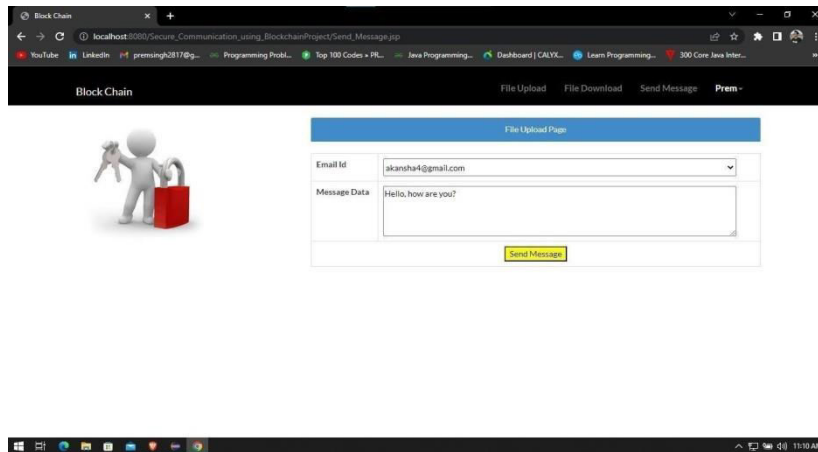 Block Chain
localhost:8080/Secure_Communication_using_BlockchainProject/Send_Message.jsp
YouTube LinkedIn premsingh2817@g... Programming Probl... Top 100 Codes » PR... Java Programming... Dashboard | CALYX... Learn Programming... 300 Core Java Inter...
Block Chain File Upload File Download Send Message Prem
File Upload Page
Email Id akansha4@gmail.com
Message Data Hello, how are you?
Send Message
11:10 AM